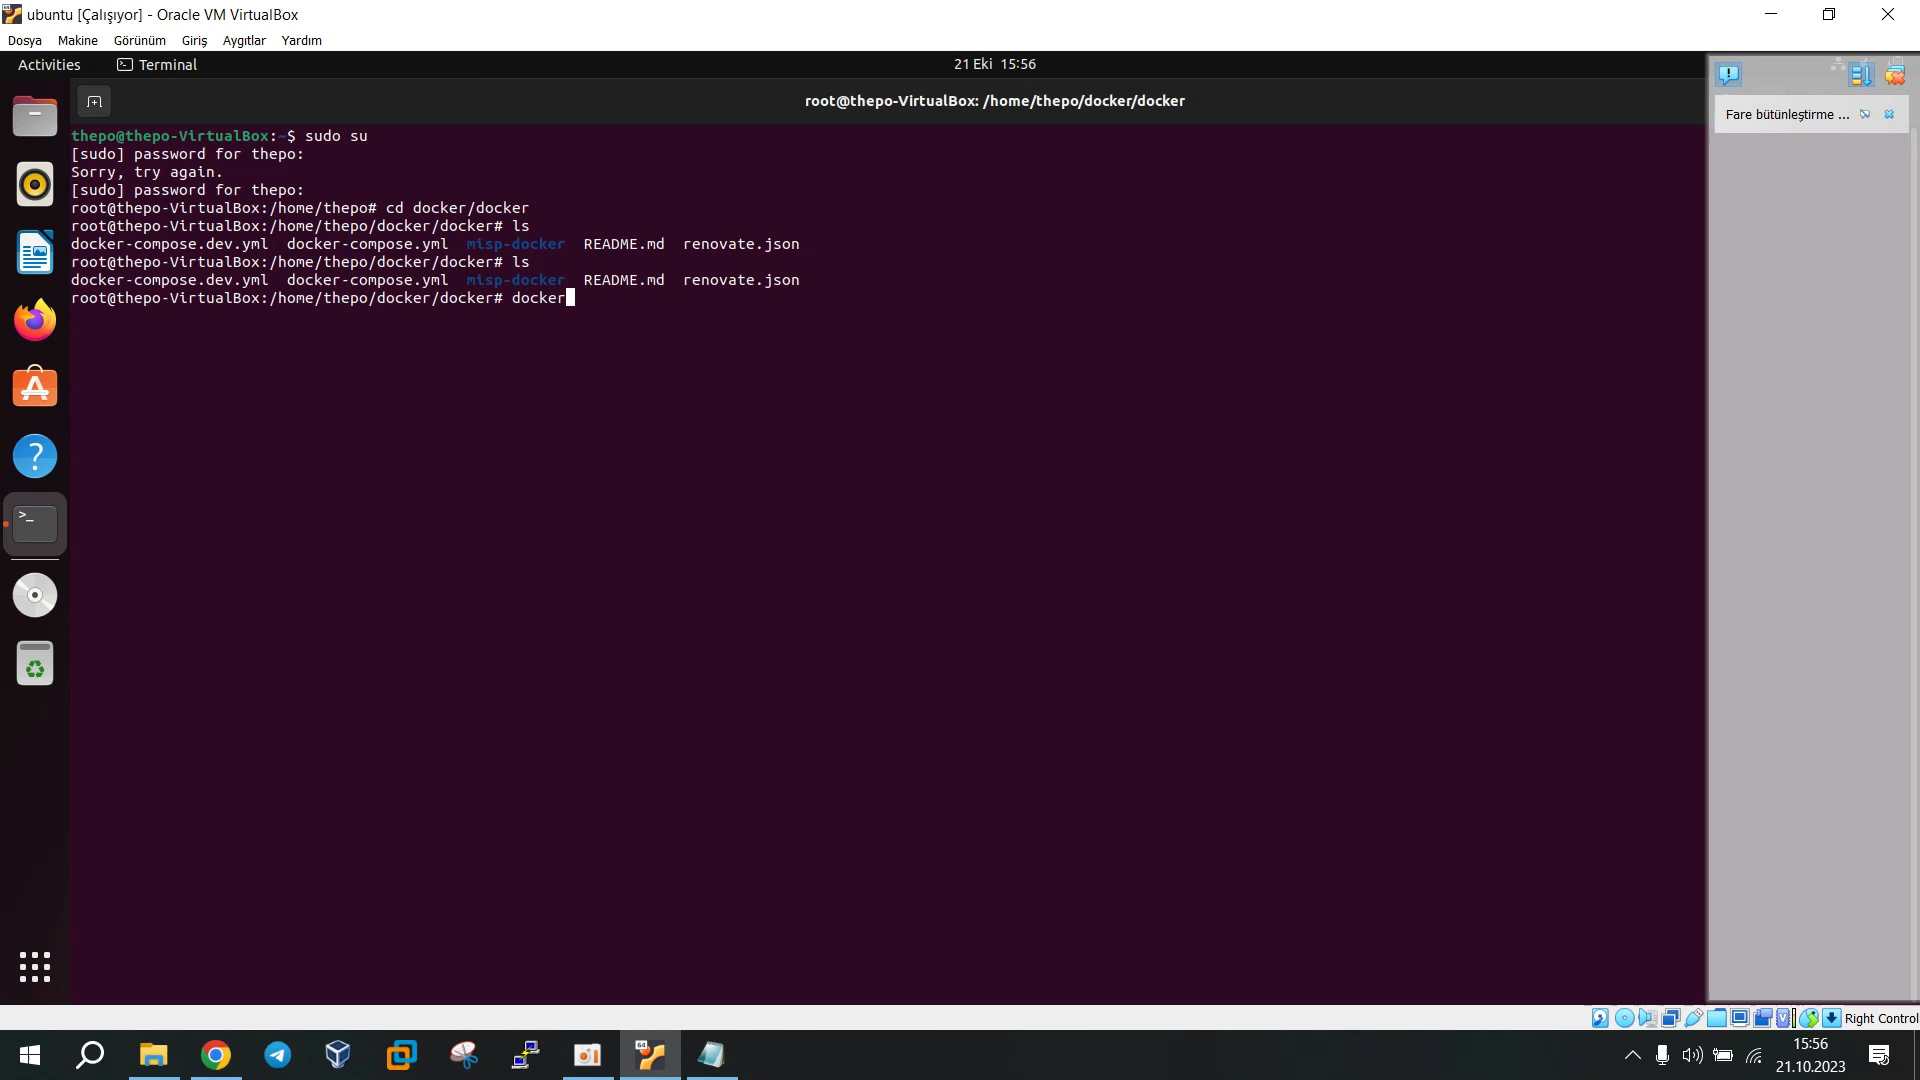 ubuntu [Çalışıyor] - Oracle VM VirtualBox
Dosya Makine Görünüm Giriş Aygıtlar Yardım
Activities Terminal 21 Eki 15:56
root@thepo-VirtualBox: /home/thepo/docker/docker
Fare bütünleştirme ...
thepo@thepo-VirtualBox:~$ sudo su
[sudo] password for thepo:
Sorry, try again.
[sudo] password for thepo:
root@thepo-VirtualBox:/home/thepo# cd docker/docker
root@thepo-VirtualBox:/home/thepo/docker/docker# ls
docker-compose.dev.yml docker-compose.yml misp-docker README.md renovate.json
root@thepo-VirtualBox:/home/thepo/docker/docker# ls
docker-compose.dev.yml docker-compose.yml misp-docker README.md renovate.json
root@thepo-VirtualBox:/home/thepo/docker/docker# docker
Right Control
15:56
21.10.2023